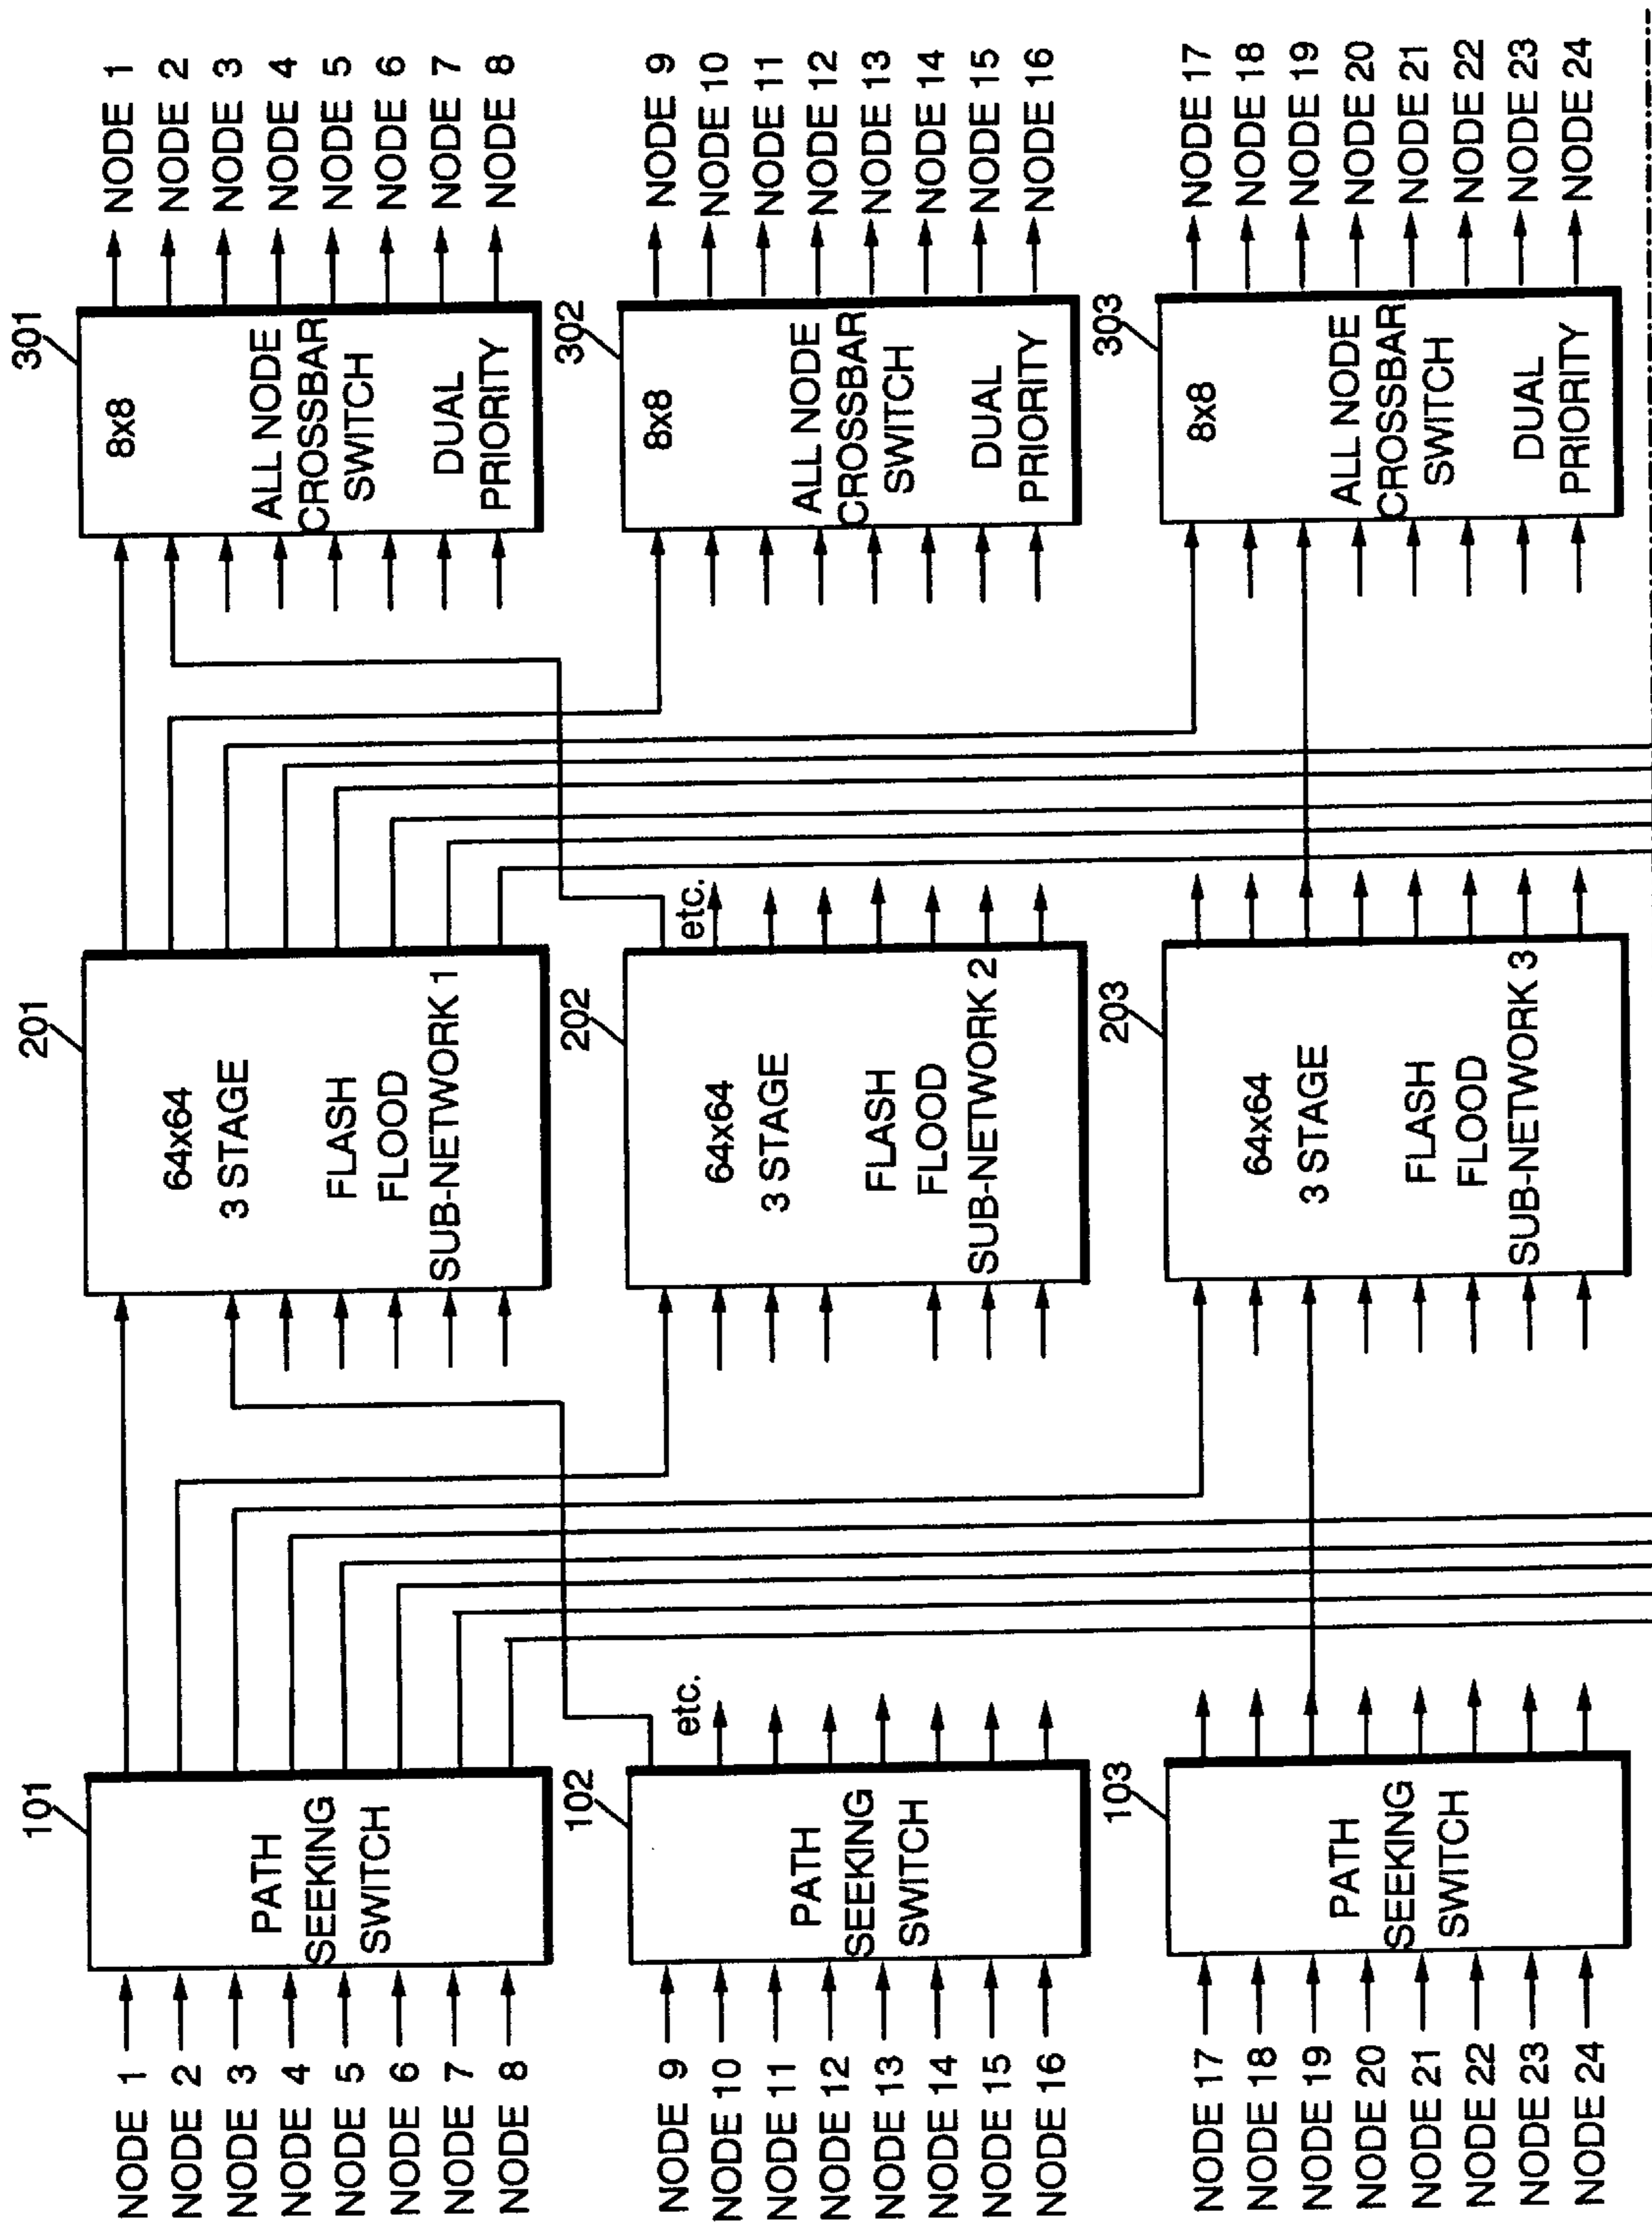 NODE 1
NODE 2
NODE 3
NODE 4
NODE 5
NODE 6
NODE 7
NODE 8
101
PATH
SEEKING
SWITCH
201
64x64
3 STAGE
FLASH
FLOOD
SUB-NETWORK 1
301
8x8
ALL NODE
CROSSBAR
SWITCH
DUAL
PRIORITY
NODE 1
NODE 2
NODE 3
NODE 4
NODE 5
NODE 6
NODE 7
NODE 8
NODE 9
NODE 10
NODE 11
NODE 12
NODE 13
NODE 14
NODE 15
NODE 16
102
PATH
SEEKING
SWITCH
etc.
202
64x64
3 STAGE
FLASH
FLOOD
SUB-NETWORK 2
etc.
302
8x8
ALL NODE
CROSSBAR
SWITCH
DUAL
PRIORITY
NODE 9
NODE 10
NODE 11
NODE 12
NODE 13
NODE 14
NODE 15
NODE 16
NODE 17
NODE 18
NODE 19
NODE 20
NODE 21
NODE 22
NODE 23
NODE 24
103
PATH
SEEKING
SWITCH
203
64x64
3 STAGE
FLASH
FLOOD
SUB-NETWORK 3
303
8x8
ALL NODE
CROSSBAR
SWITCH
DUAL
PRIORITY
NODE 17
NODE 18
NODE 19
NODE 20
NODE 21
NODE 22
NODE 23
NODE 24